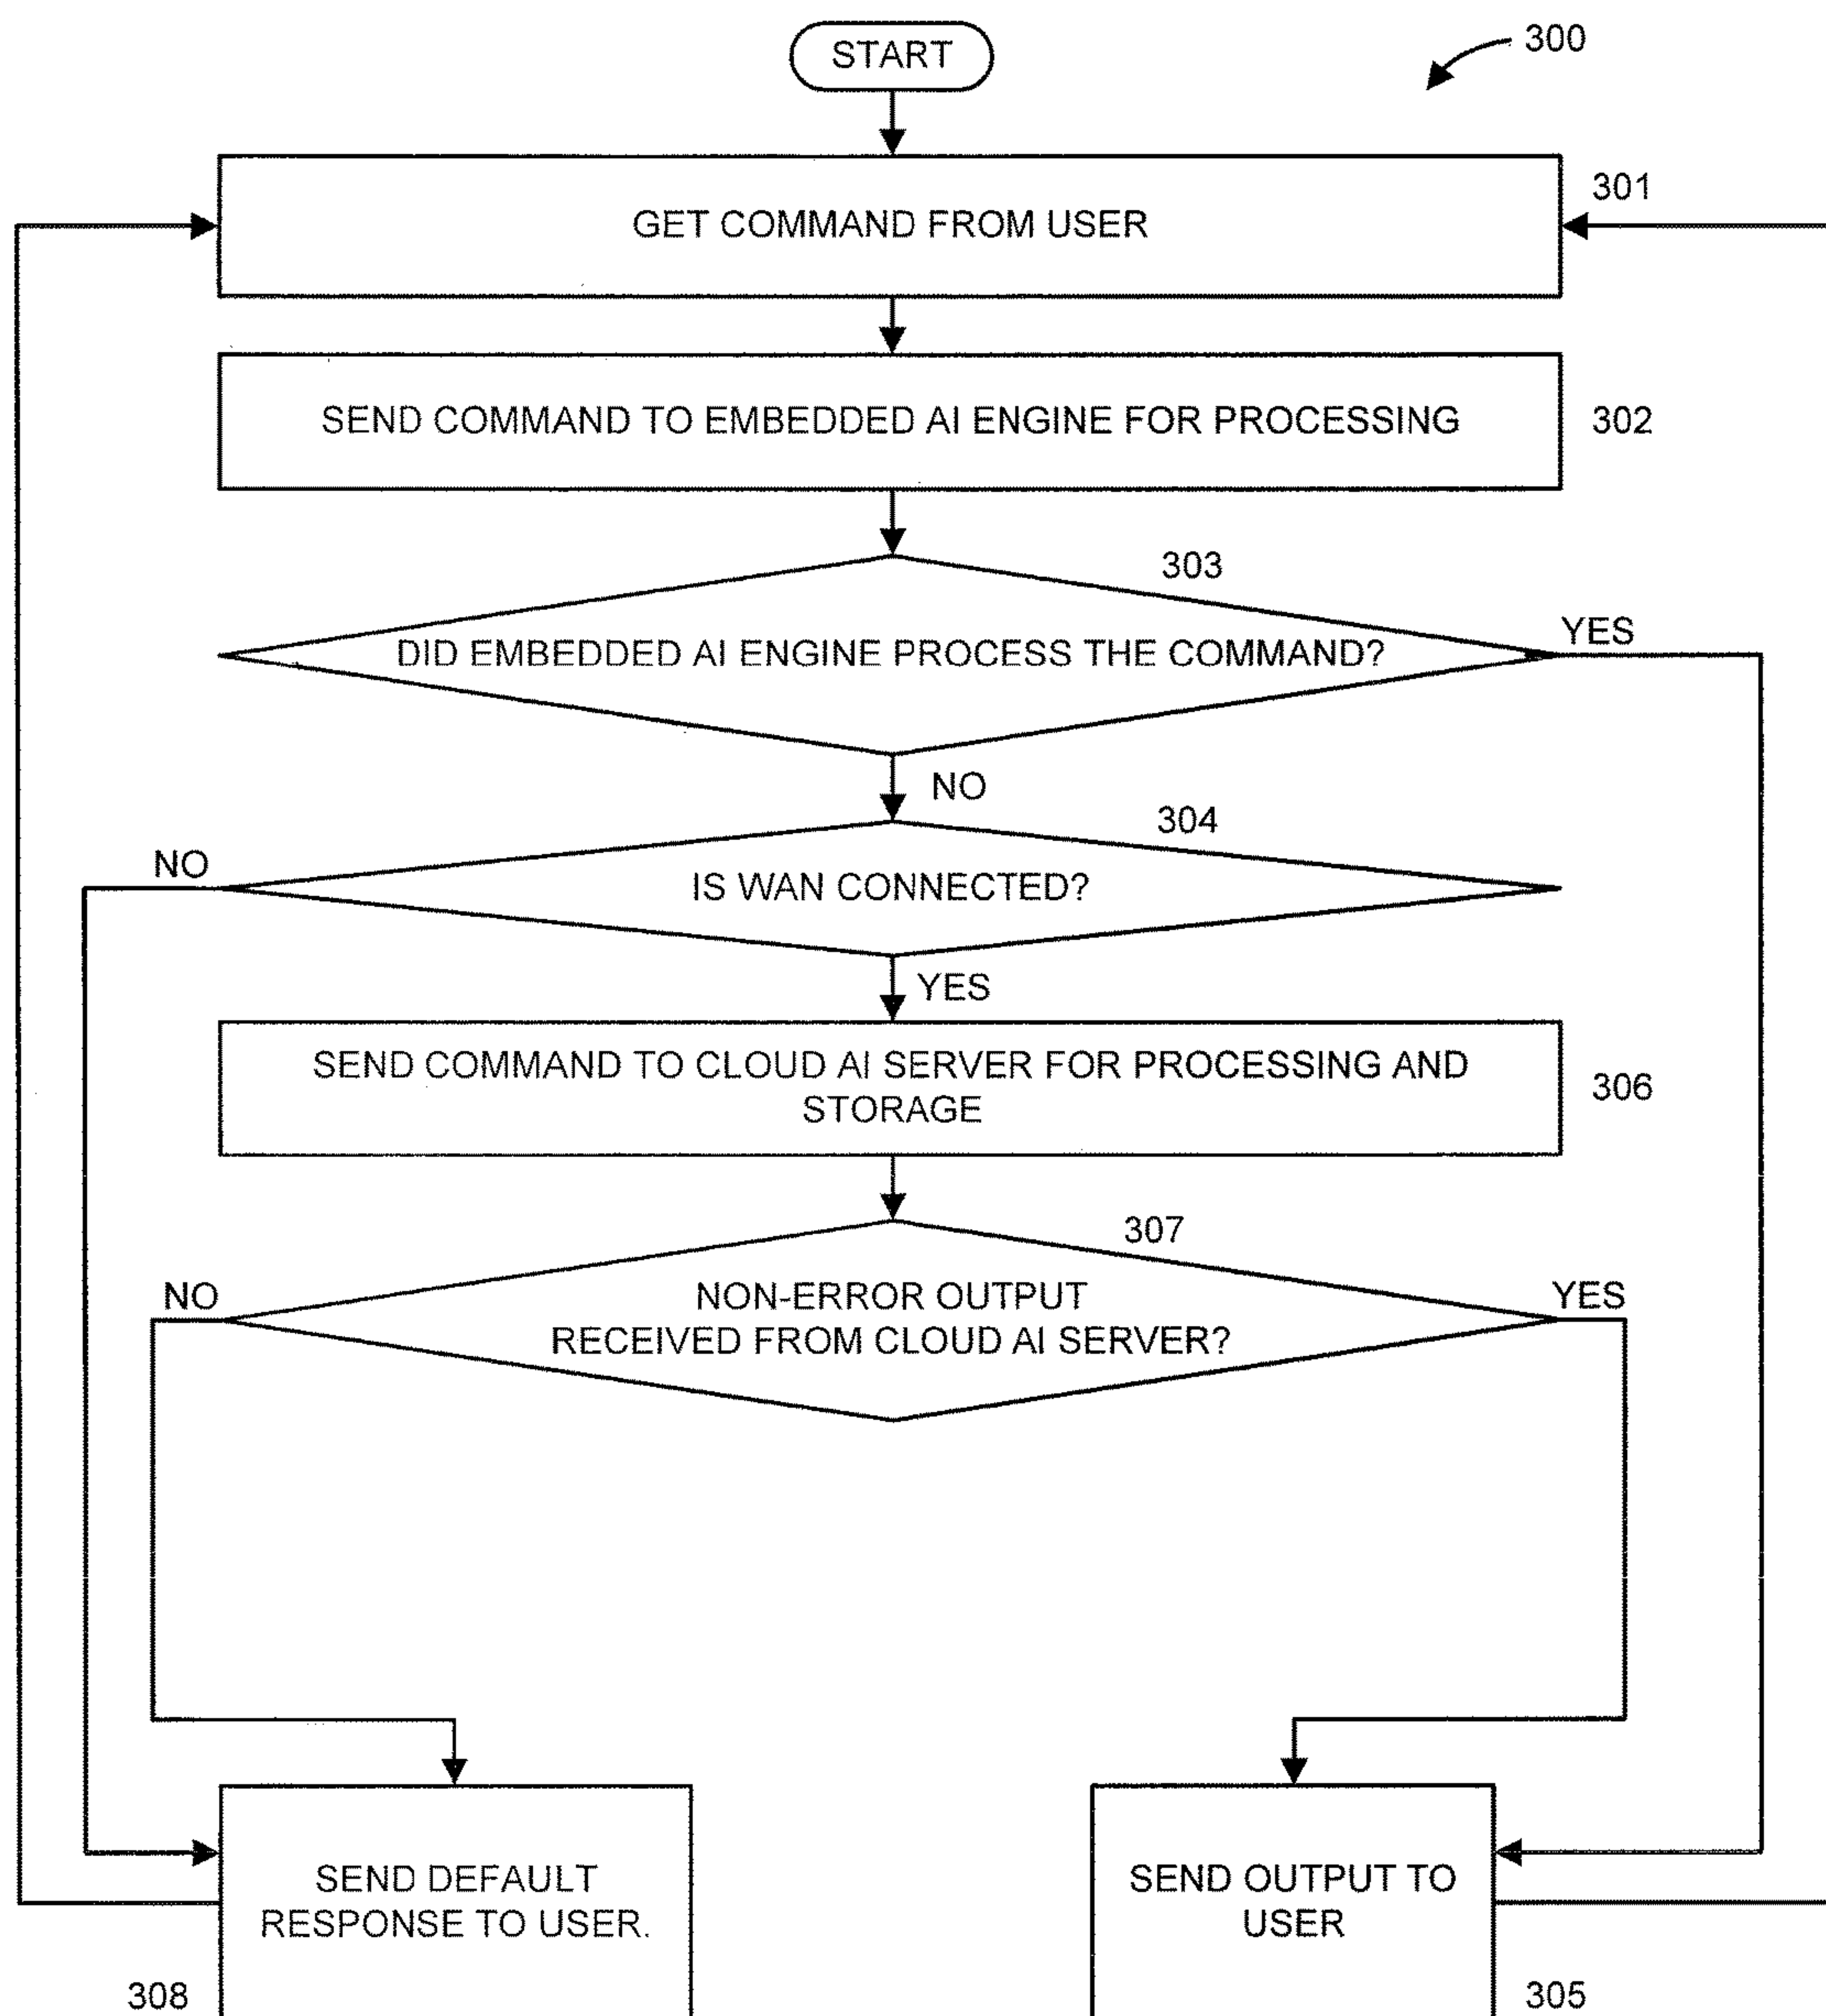 START
300
GET COMMAND FROM USER
301
SEND COMMAND TO EMBEDDED AI ENGINE FOR PROCESSING
302
303
DID EMBEDDED AI ENGINE PROCESS THE COMMAND?
YES
NO
304
NO
IS WAN CONNECTED?
YES
SEND COMMAND TO CLOUD AI SERVER FOR PROCESSING AND
STORAGE
306
307
NO
NON-ERROR OUTPUT
RECEIVED FROM CLOUD AI SERVER?
YES
SEND DEFAULT
RESPONSE TO USER.
308
SEND OUTPUT TO
USER
305